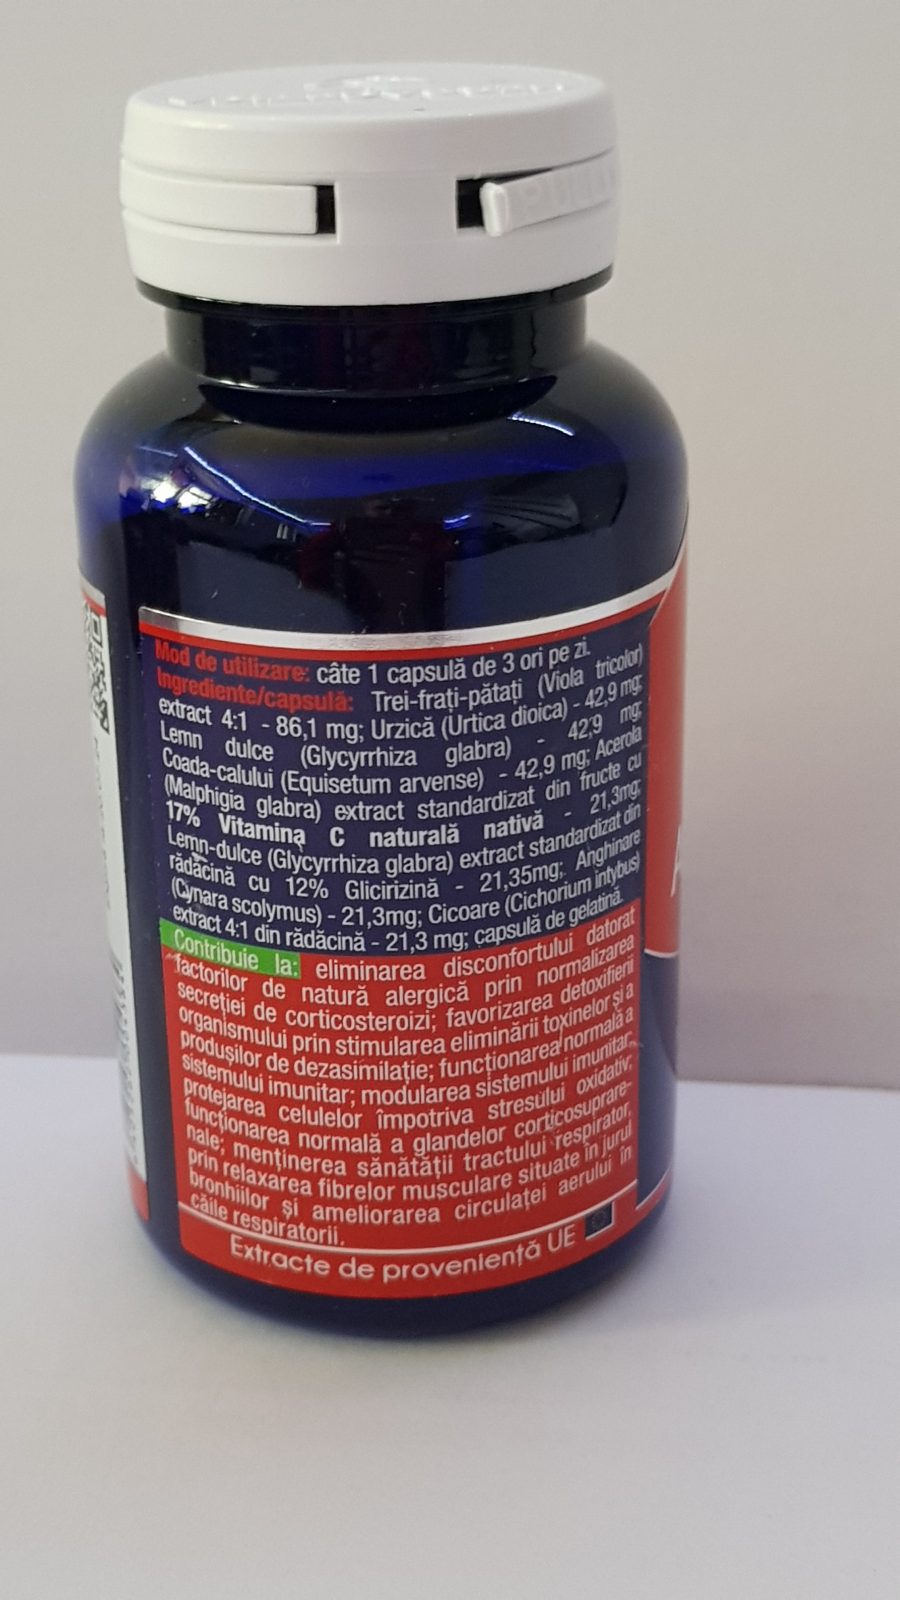 Mod de utilizare: câte 1 capsulă de 3 ori pe zi.
Ingrediente/capsulă: Trei-frați-pătați (Viola tricolor)
extract 4:1 - 86,1 mg; Urzică (Urtica dioica) - 42,9 mg;
Lemn dulce (Glycyrrhiza glabra) - 42,9 mg;
Coada-calului (Equisetum arvense) - 42,9 mg; Acerola
(Malphigia glabra) extract standardizat din fructe cu
17% Vitamina C naturală nativă - 21,3mg;
Lemn-dulce (Glycyrrhiza glabra) extract standardizat din
rădăcină cu 12% Glicirizină - 21,35mg; Anghinare
(Cynara scolymus) - 21,3mg; Cicoare (Cichorium intybus)
extract 4:1 din rădăcină - 21,3 mg; capsulă de gelatină.
Contribuie la: eliminarea disconfortului datorat
factorilor de natură alergică prin normalizarea
secreției de corticosteroizi; favorizarea detoxifierii
organismului prin stimularea eliminării toxinelor și a
produșilor de dezasimilație; funcționarea normală a
sistemului imunitar; modularea sistemului imunitar,
protejarea celulelor împotriva stresului oxidativ;
funcționarea normală a glandelor corticosuprare-
nale; menținerea sănătății tractului respirator,
prin relaxarea fibrelor musculare situate în jurul
bronhiilor și ameliorarea circulației aerului în
căile respiratorii.
Extracte de proveniență UE